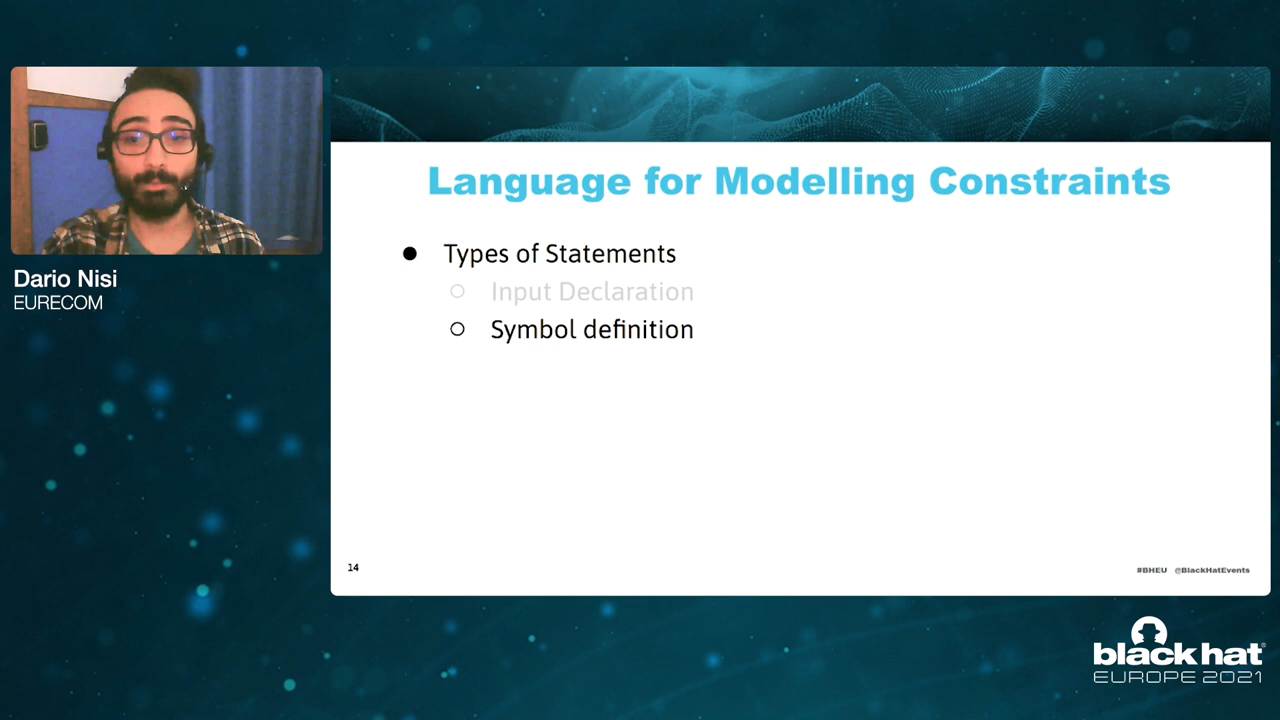 Dario Nisi
EURECOM
Language for Modelling Constraints
Types of Statements
Input Declaration
Symbol definition
14
#BHEU @BlackHatEvents
black hat
EUROPE 2021